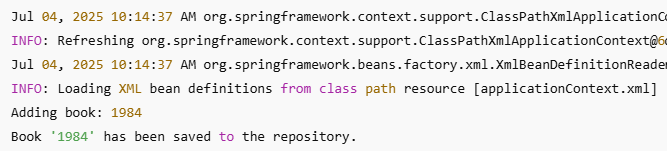 Jul 04, 2025 10:14:37 AM org.springframework.context.support.ClassPathXmlApplicationC
INFO: Refreshing org.springframework.context.support.ClassPathXmlApplicationContext@6
Jul 04, 2025 10:14:37 AM org.springframework.beans.factory.xml.XmlBeanDefinitionReade
INFO: Loading XML bean definitions from class path resource [applicationContext.xml]
Adding book: 1984
Book '1984' has been saved to the repository.